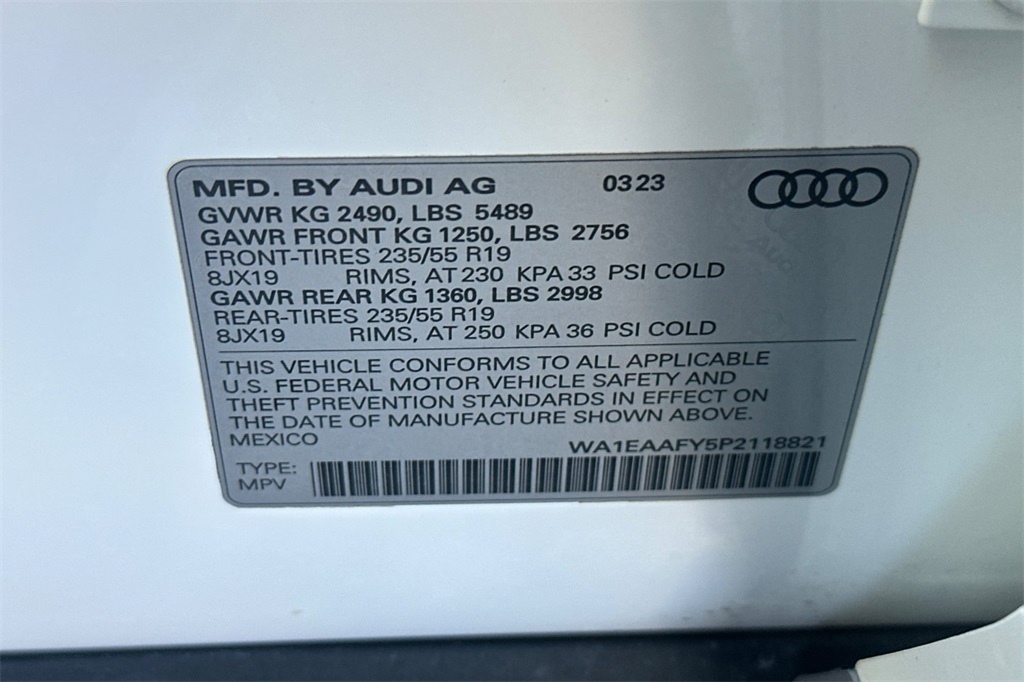 MFD. BY AUDI AG 0323
GVWR KG 2490, LBS 5489
GAWR FRONT KG 1250, LBS 2756
FRONT-TIRES 235/55 R19
8JX19 RIMS, AT 230 KPA 33 PSI COLD
GAWR REAR KG 1360, LBS 2998
REAR-TIRES 235/55 R19
8JX19 RIMS, AT 250 KPA 36 PSI COLD
THIS VEHICLE CONFORMS TO ALL APPLICABLE
U.S. FEDERAL MOTOR VEHICLE SAFETY AND
THEFT PREVENTION STANDARDS IN EFFECT ON
THE DATE OF MANUFACTURE SHOWN ABOVE.
MEXICO WA1EAAFY5P2118821
TYPE:
MPV